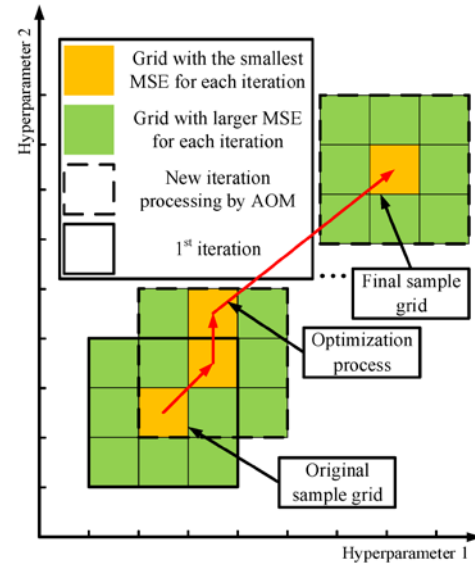 Hyperparameter 2
Grid with the smallest
MSE for each iteration
Grid with larger MSE
for each iteration
New iteration
processing by AOM
1st iteration
...
Final sample
grid
Optimization
process
Original
sample grid
Hyperparameter 1